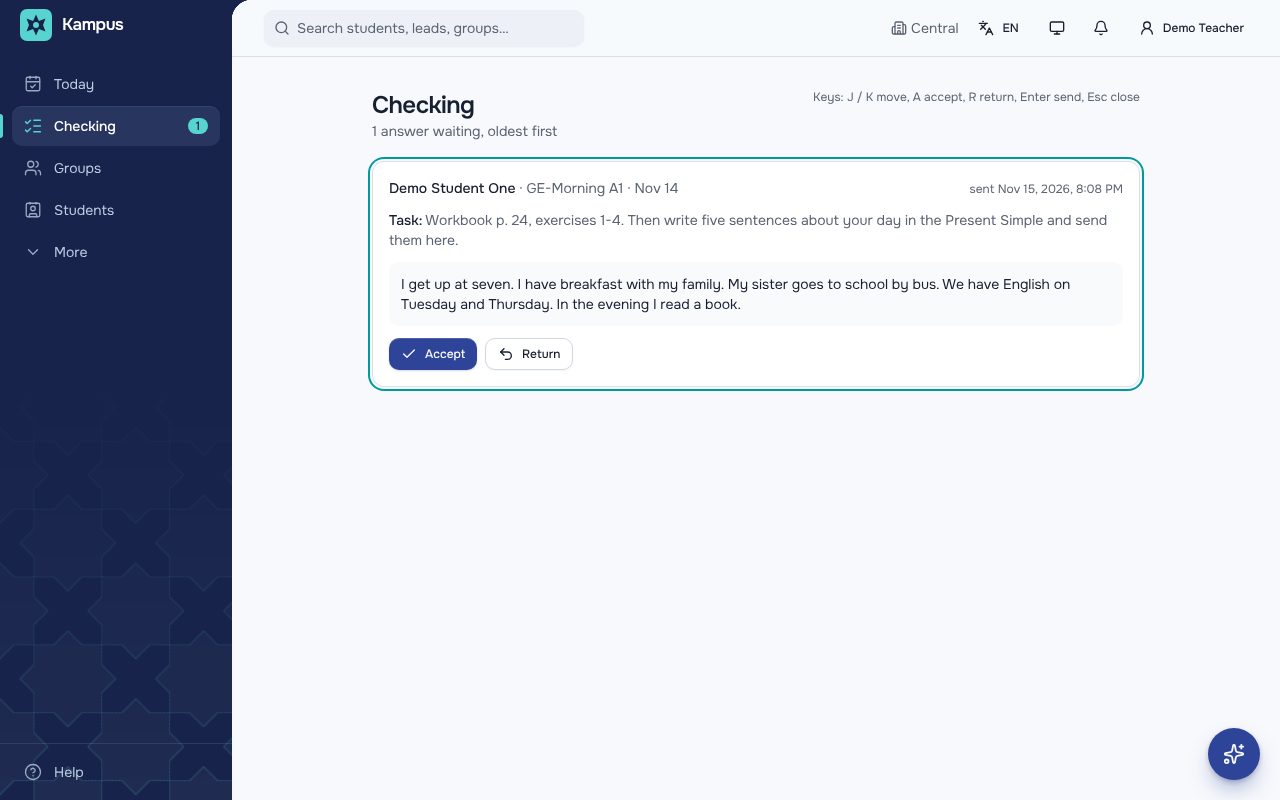 Kampus
Search students, leads, groups...
Central
EN
Demo Teacher
Today
Checking
1
Groups
Students
More
Help
Checking
Keys: J / K move, A accept, R return, Enter send, Esc close
1 answer waiting, oldest first
Demo Student One · GE-Morning A1 · Nov 14
sent Nov 15, 2026, 8:08 PM
Task: Workbook p. 24, exercises 1-4. Then write five sentences about your day in the Present Simple and send
them here.
I get up at seven. I have breakfast with my family. My sister goes to school by bus. We have English on
Tuesday and Thursday. In the evening I read a book.
Accept
Return